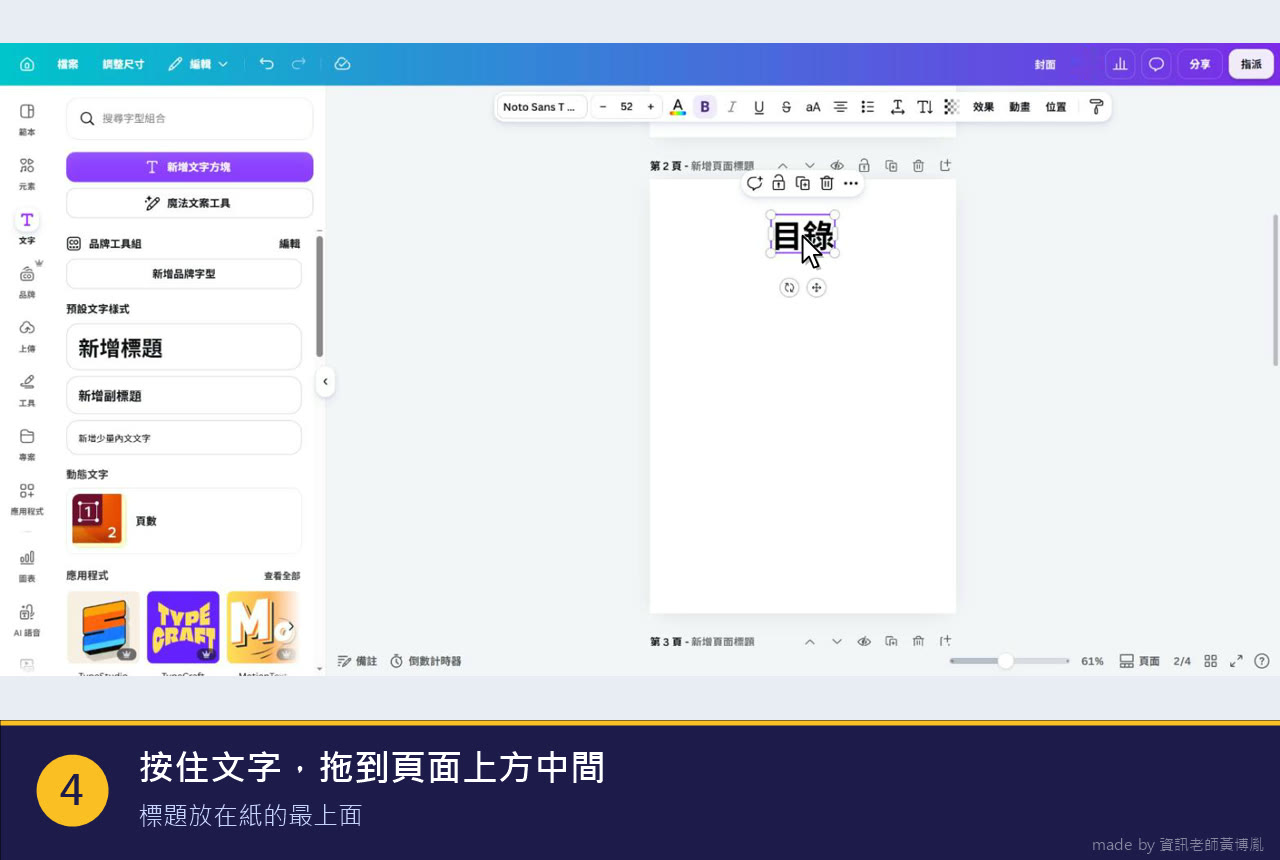 檔案 調整尺寸 編輯 封面 分享 指派
搜尋字型組合
Noto Sans T ... − 52 + A B I U S aA 效果 動畫 位置
範本
元素
文字
品牌
上傳
工具
專案
應用程式
圖表
AI 語音
T 新增文字方塊
魔法文案工具
品牌工具組 編輯
新增品牌字型
預設文字樣式
新增標題
新增副標題
新增少量內文文字
動態文字
1 2 頁數
應用程式 查看全部
TYPE CRAFT
Mo
TypeStudio TypeCraft MotionText
第 2 頁 - 新增頁面標題
目錄
第 3 頁 - 新增頁面標題
備註 倒數計時器 61% 頁面 2/4
4
按住文字，拖到頁面上方中間
標題放在紙的最上面
made by 資訊老師黃博胤